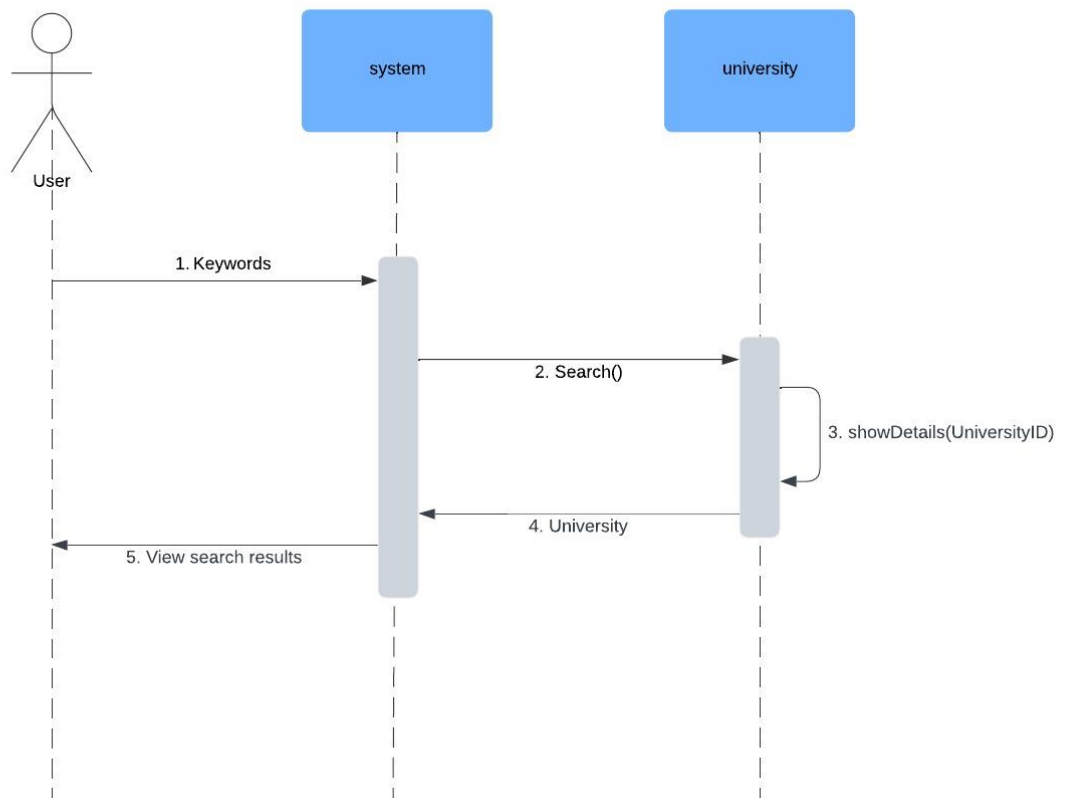 system
university
User
1. Keywords
2. Search()
3. showDetails(UniversityID)
4. University
5. View search results